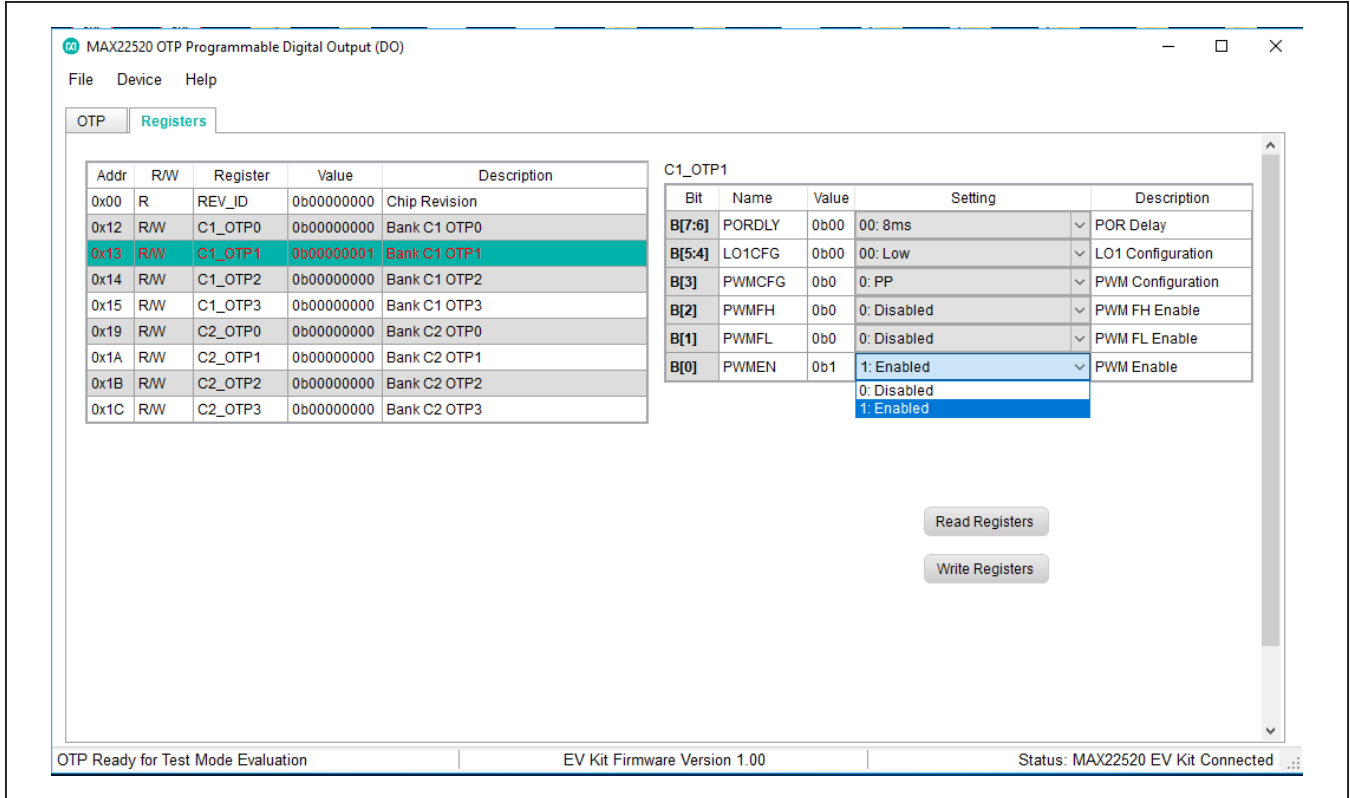 MAX22520 OTP Programmable Digital Output (DO)
File Device Help
OTP Registers
Addr R/W Register Value Description
0x00 R REV_ID 0b00000000 Chip Revision
0x12 R/W C1_OTP0 0b00000000 Bank C1 OTP0
0x13 R/W C1_OTP1 0b00000001 Bank C1 OTP1
0x14 R/W C1_OTP2 0b00000000 Bank C1 OTP2
0x15 R/W C1_OTP3 0b00000000 Bank C1 OTP3
0x19 R/W C2_OTP0 0b00000000 Bank C2 OTP0
0x1A R/W C2_OTP1 0b00000000 Bank C2 OTP1
0x1B R/W C2_OTP2 0b00000000 Bank C2 OTP2
0x1C R/W C2_OTP3 0b00000000 Bank C2 OTP3
C1_OTP1
Bit Name Value Setting Description
B[7:6] PORDLY 0b00 00: 8ms POR Delay
B[5:4] LO1CFG 0b00 00: Low LO1 Configuration
B[3] PWMCFG 0b0 0: PP PWM Configuration
B[2] PWMFH 0b0 0: Disabled PWM FH Enable
B[1] PWMFL 0b0 0: Disabled PWM FL Enable
B[0] PWMEN 0b1 1: Enabled PWM Enable
0: Disabled
1: Enabled
Read Registers
Write Registers
OTP Ready for Test Mode Evaluation EV Kit Firmware Version 1.00 Status: MAX22520 EV Kit Connected